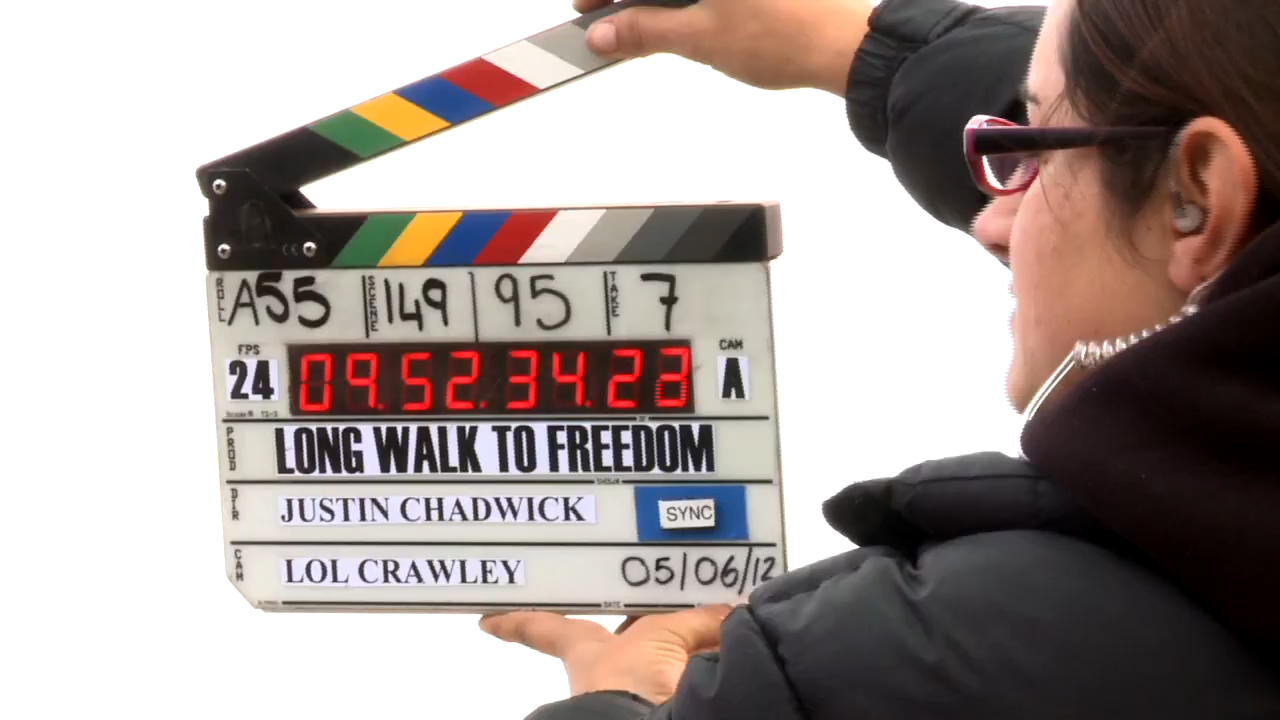 ROLL A55 SCENE 149 95 TAKE 7
FPS CAM
24 09.52.34.22 A
PROD LONG WALK TO FREEDOM
DIR JUSTIN CHADWICK SYNC
CAM LOL CRAWLEY 05/06/12
DATE